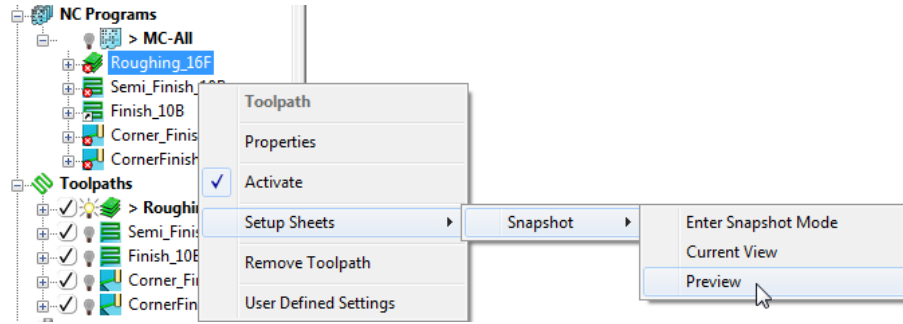 NC Programs
> MC-All
Roughing_16F
Semi_Finish_10B
Finish_10B
Corner_Finis
CornerFinish
Toolpaths
> Roughi
Semi_Finis
Finish_10B
Corner_Fi
CornerFin
Toolpath
Properties
Activate
Setup Sheets
Remove Toolpath
User Defined Settings
Snapshot
Enter Snapshot Mode
Current View
Preview